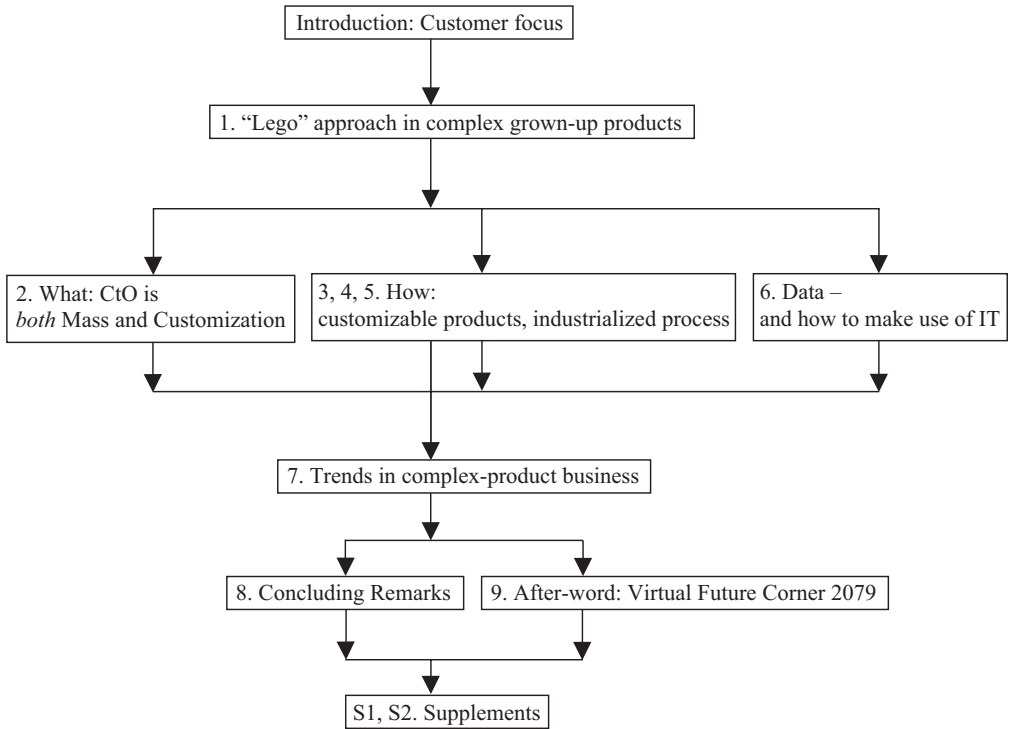 Introduction: Customer focus
1. “Lego” approach in complex grown-up products
2. What: CtO is
both Mass and Customization
3, 4, 5. How:
customizable products, industrialized process
6. Data –
and how to make use of IT
7. Trends in complex-product business
8. Concluding Remarks
9. After-word: Virtual Future Corner 2079
S1, S2. Supplements